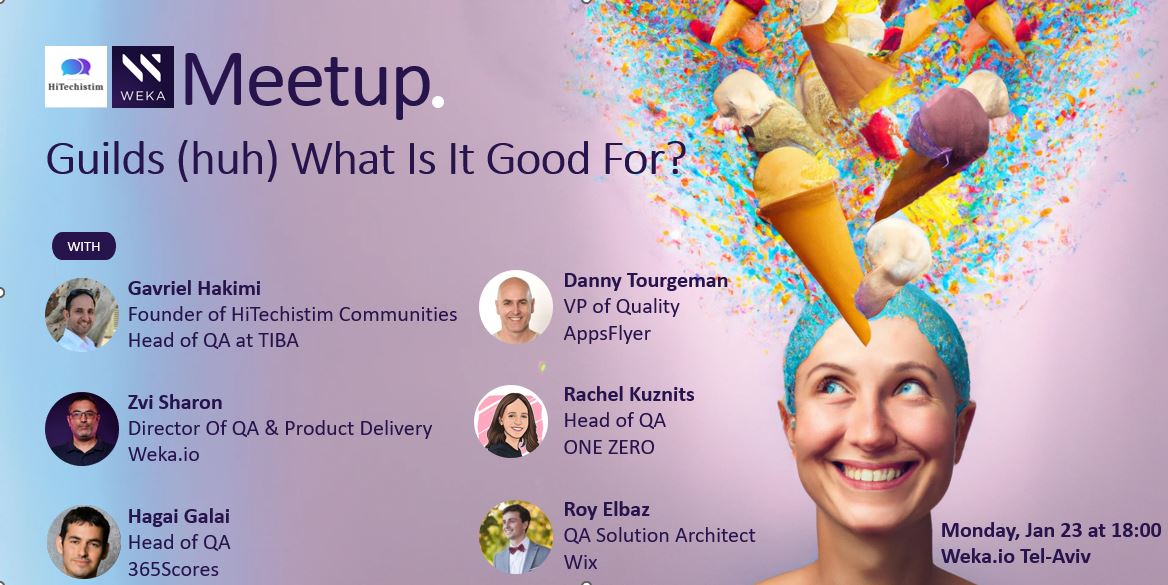 HiTechistim
WEKA
Meetup.
Guilds (huh) What Is It Good For?
WITH
Gavriel Hakimi
Founder of HiTechistim Communities
Head of QA at TIBA
Danny Tourgeman
VP of Quality
AppsFlyer
Zvi Sharon
Director Of QA & Product Delivery
Weka.io
Rachel Kuznits
Head of QA
ONE ZERO
Hagai Galai
Head of QA
365Scores
Roy Elbaz
QA Solution Architect
Wix
Monday, Jan 23 at 18:00
Weka.io Tel-Aviv